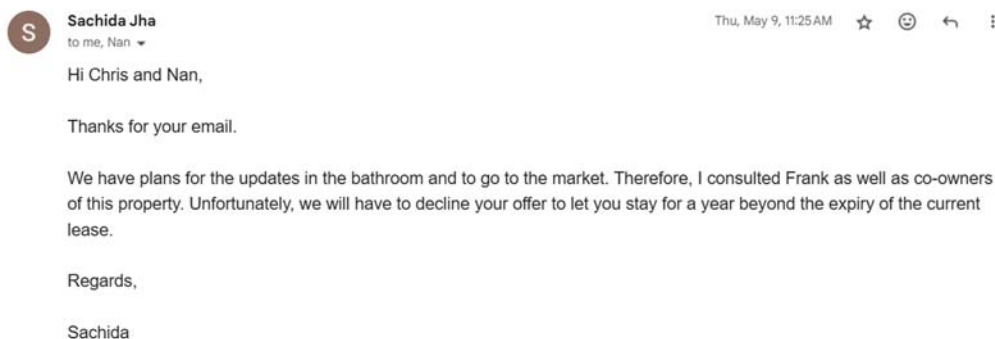 S
Sachida Jha
Thu, May 9, 11:25 AM
to me, Nan
Hi Chris and Nan,
Thanks for your email.
We have plans for the updates in the bathroom and to go to the market. Therefore, I consulted Frank as well as co-owners
of this property. Unfortunately, we will have to decline your offer to let you stay for a year beyond the expiry of the current
lease.
Regards,
Sachida